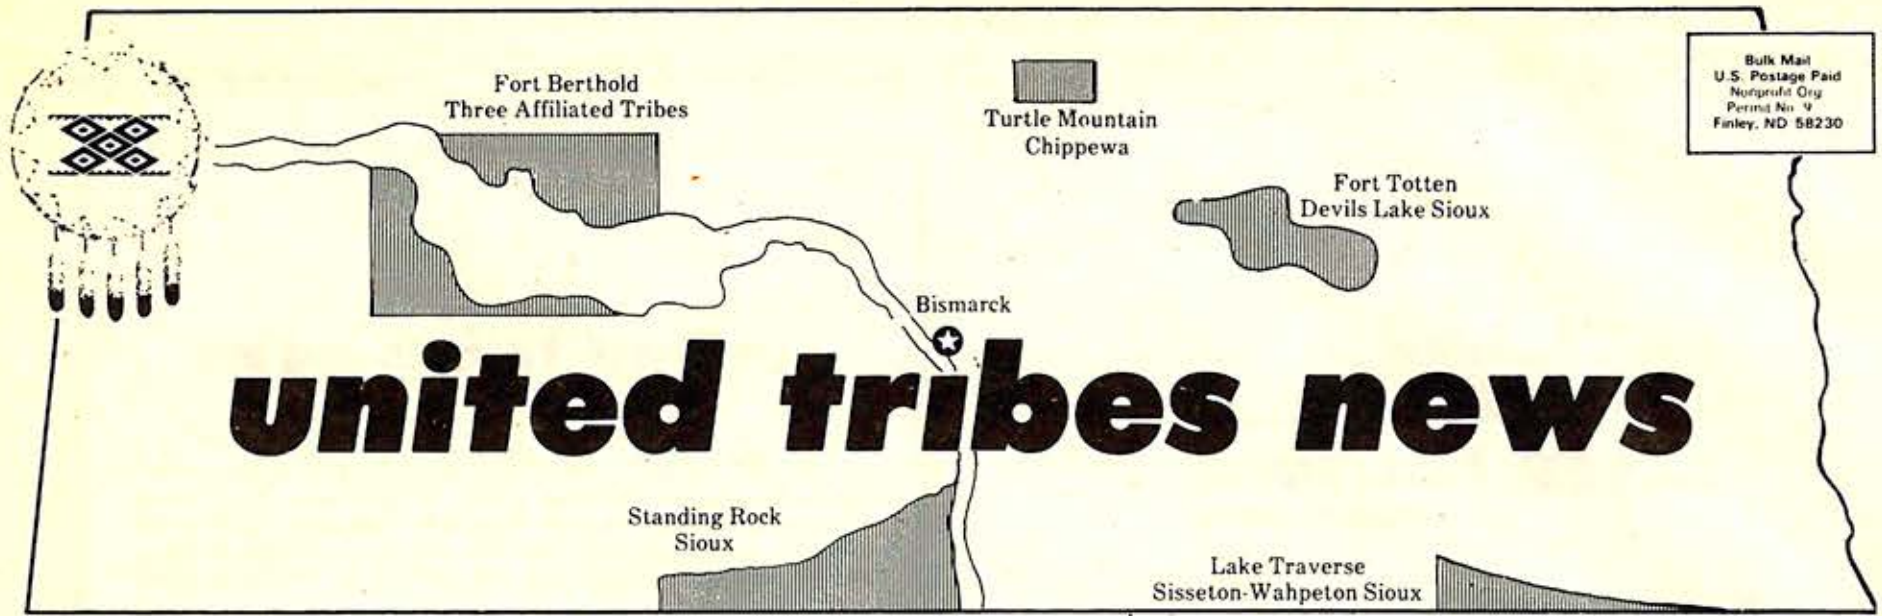 Bulk Mail
U.S. Postage Paid
Nonprofit Org
Permit No. 9
Finley, ND 58230
Fort Berthold
Three Affiliated Tribes
Turtle Mountain
Chippewa
Fort Totten
Devils Lake Sioux
Bismarck
united tribes news
Standing Rock
Sioux
Lake Traverse
Sisseton-Wahpeton Sioux